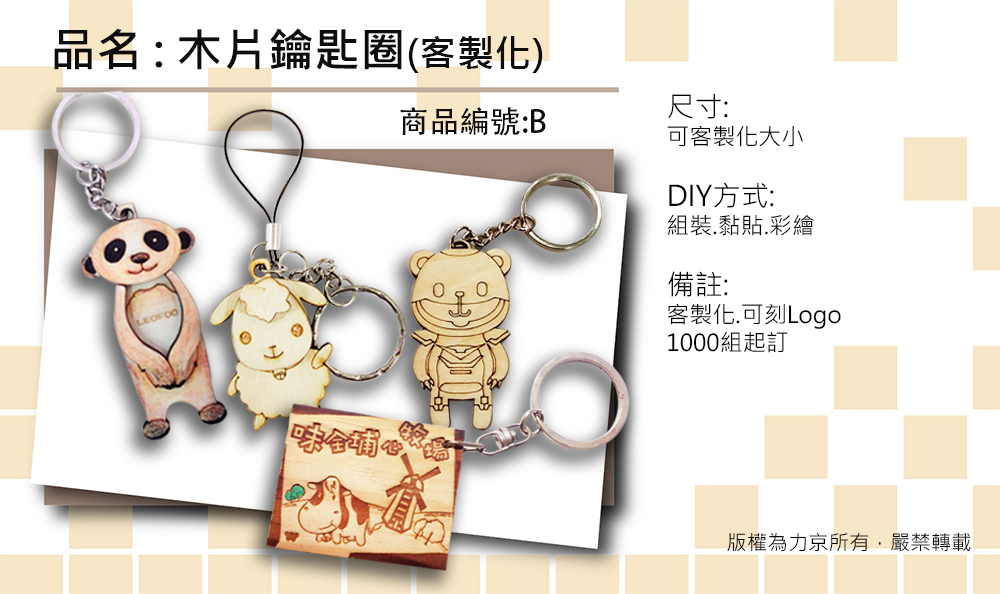 品名 : 木片鑰匙圈(客製化)
商品編號:B
尺寸:
可客製化大小
DIY方式:
組裝.黏貼.彩繪
備註:
客製化.可刻Logo
1000組起訂
LEOFOO
味全埔心牧場
版權為力京所有，嚴禁轉載